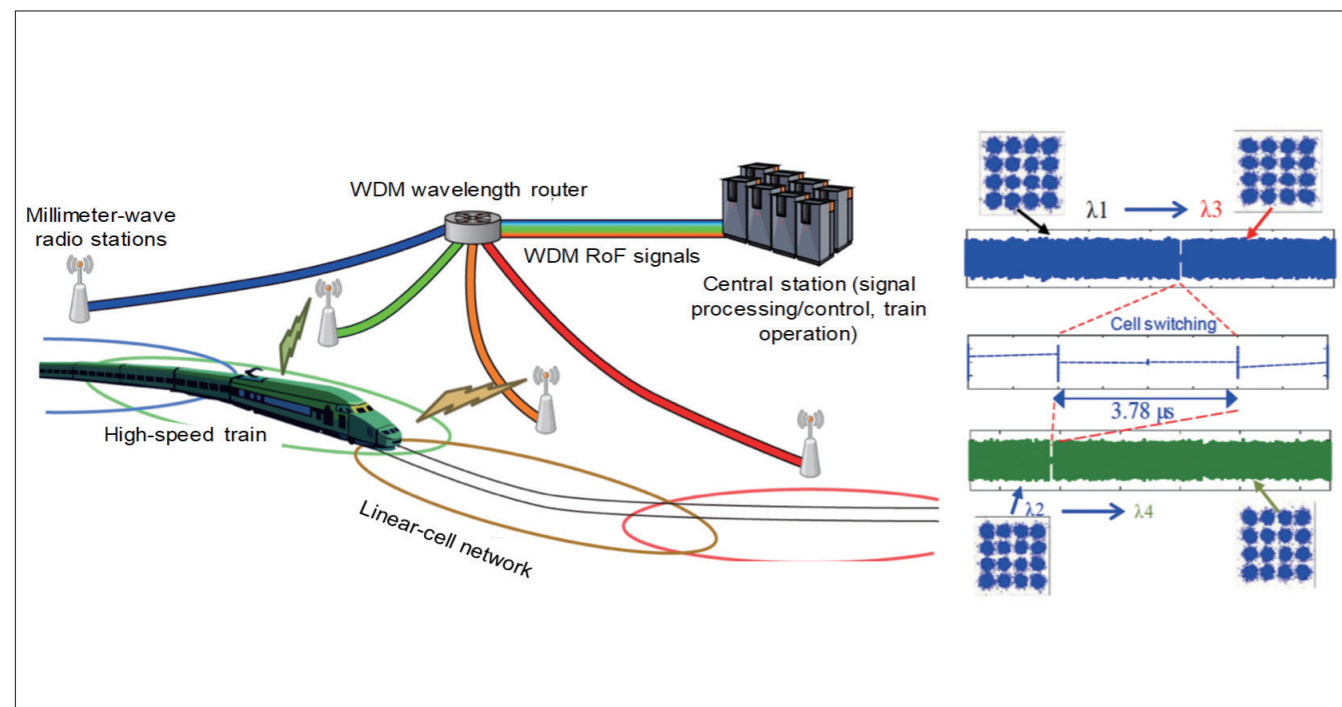 WDM wavelength router
Millimeter-wave
radio stations
WDM RoF signals
Central station (signal
processing/control, train
operation)
High-speed train
Linear-cell network
λ1
λ3
Cell switching
3.78 μs
λ2
λ4